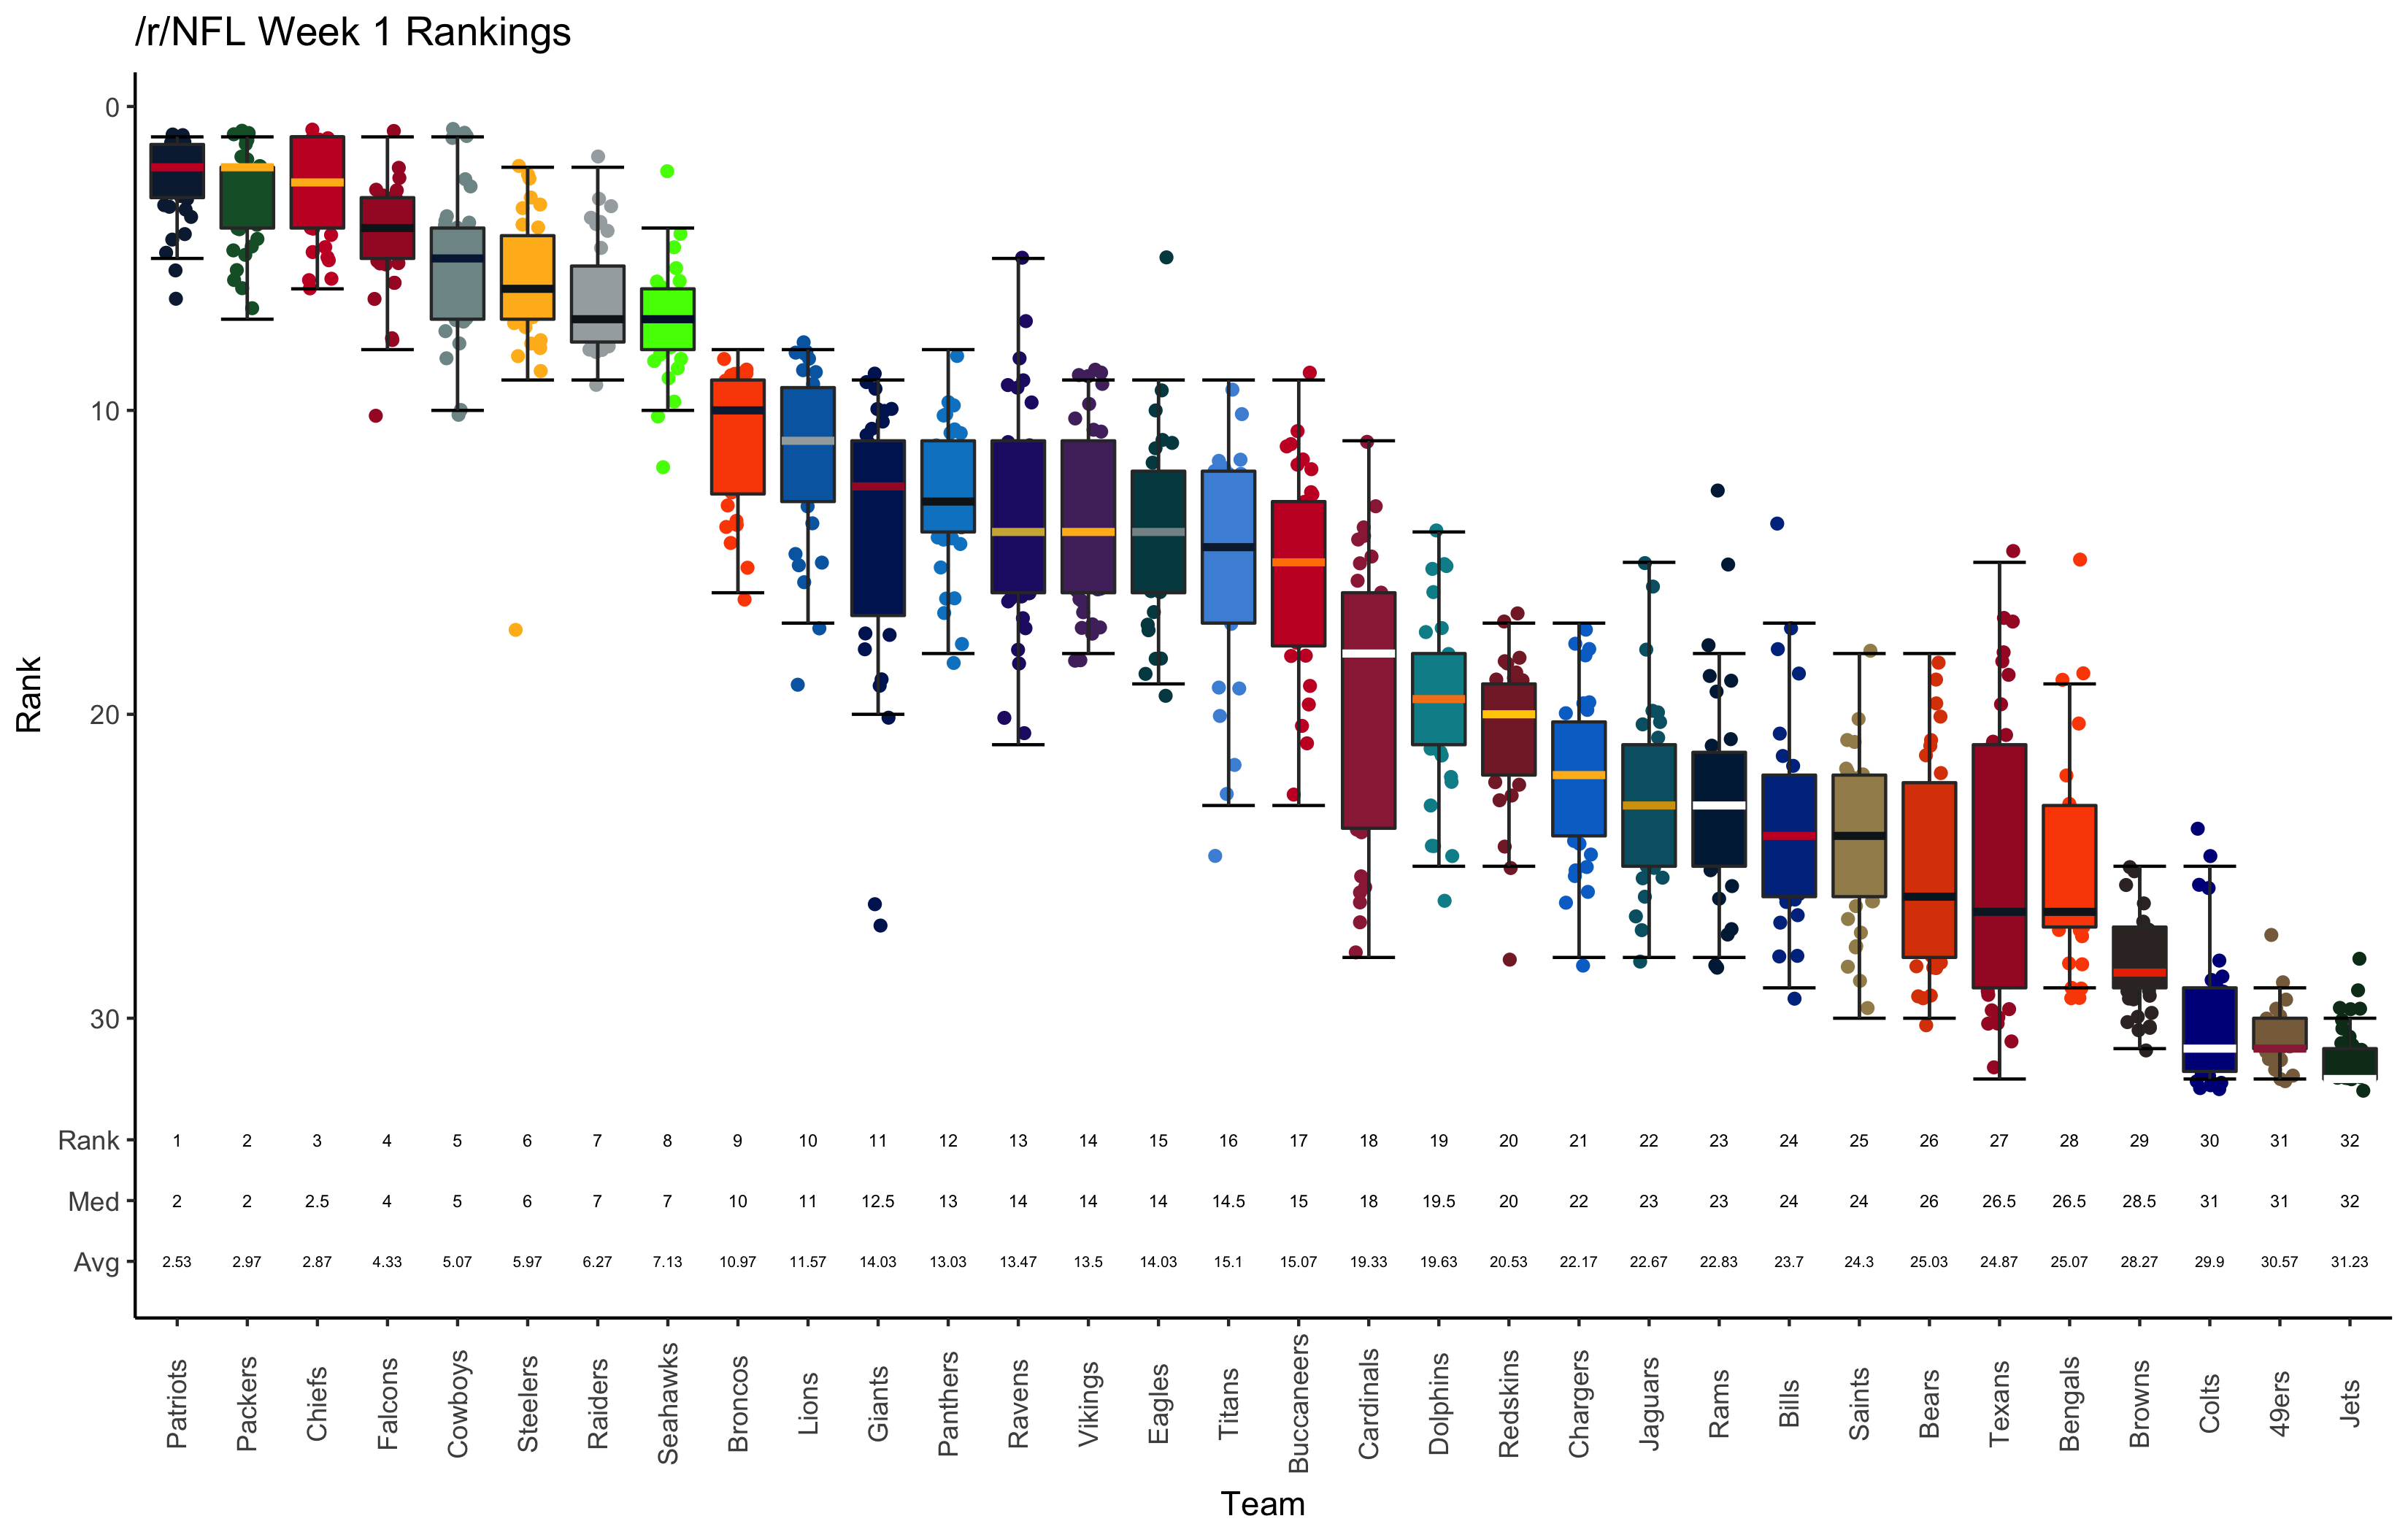 /r/NFL Week 1 Rankings
0
10
20
30
Rank
Rank 1 2 3 4 5 6 7 8 9 10 11 12 13 14 15 16 17 18 19 20 21 22 23 24 25 26 27 28 29 30 31 32
Med 2 2 2.5 4 5 6 7 7 10 11 12.5 13 14 14 14 14.5 15 18 19.5 20 22 23 23 24 24 26 26.5 26.5 28.5 31 31 32
Avg 2.53 2.97 2.87 4.33 5.07 5.97 6.27 7.13 10.97 11.57 14.03 13.03 13.47 13.5 14.03 15.1 15.07 19.33 19.63 20.53 22.17 22.67 22.83 23.7 24.3 25.03 24.87 25.07 28.27 29.9 30.57 31.23
Patriots Packers Chiefs Falcons Cowboys Steelers Raiders Seahawks Broncos Lions Giants Panthers Ravens Vikings Eagles Titans Buccaneers Cardinals Dolphins Redskins Chargers Jaguars Rams Bills Saints Bears Texans Bengals Browns Colts 49ers Jets
Team